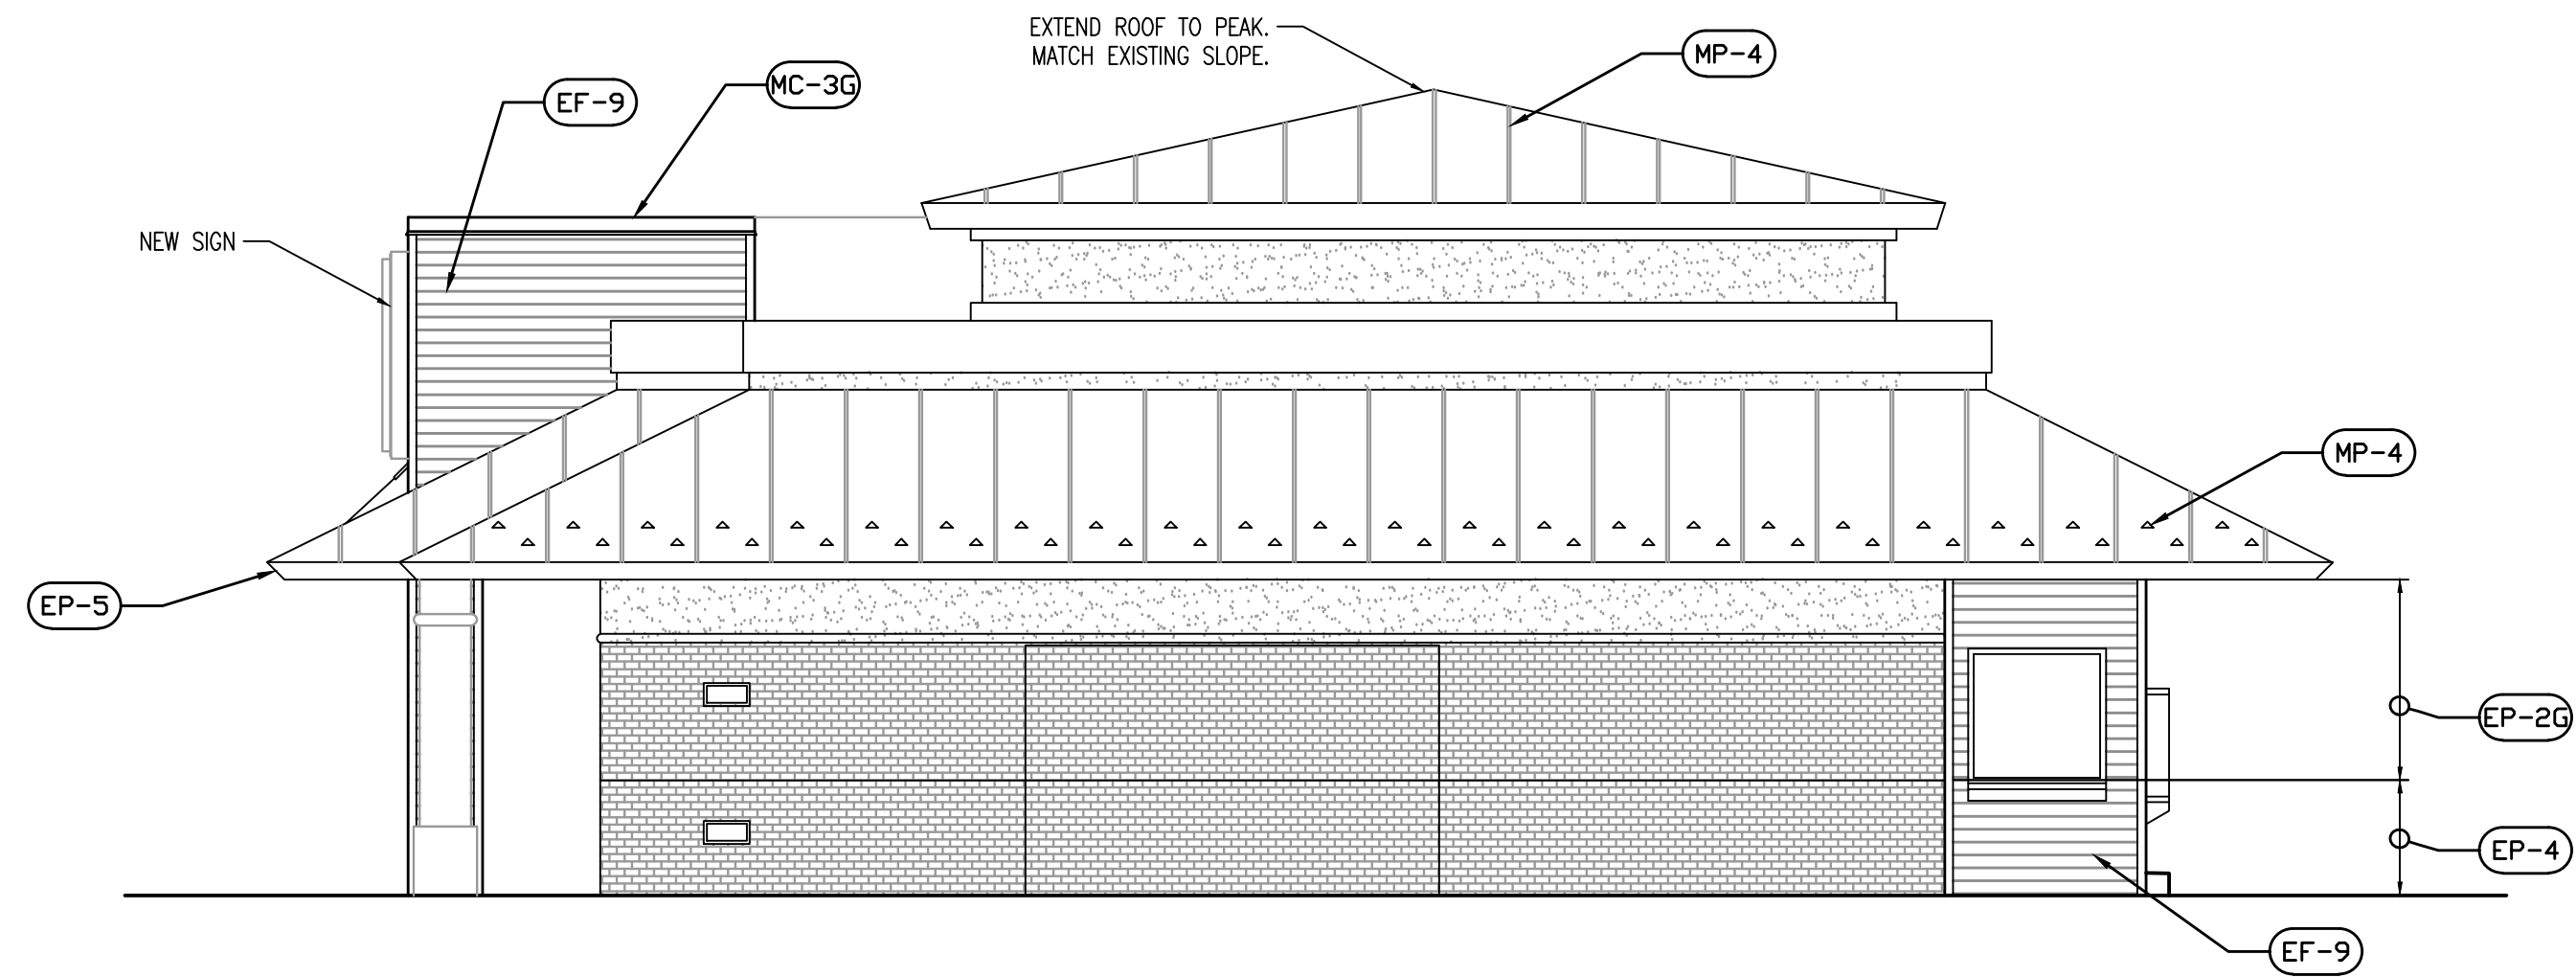 EXTEND ROOF TO PEAK.
MATCH EXISTING SLOPE.
MP-4
MC-3G
EF-9
NEW SIGN
MP-4
EP-5
EP-2G
EP-4
EF-9